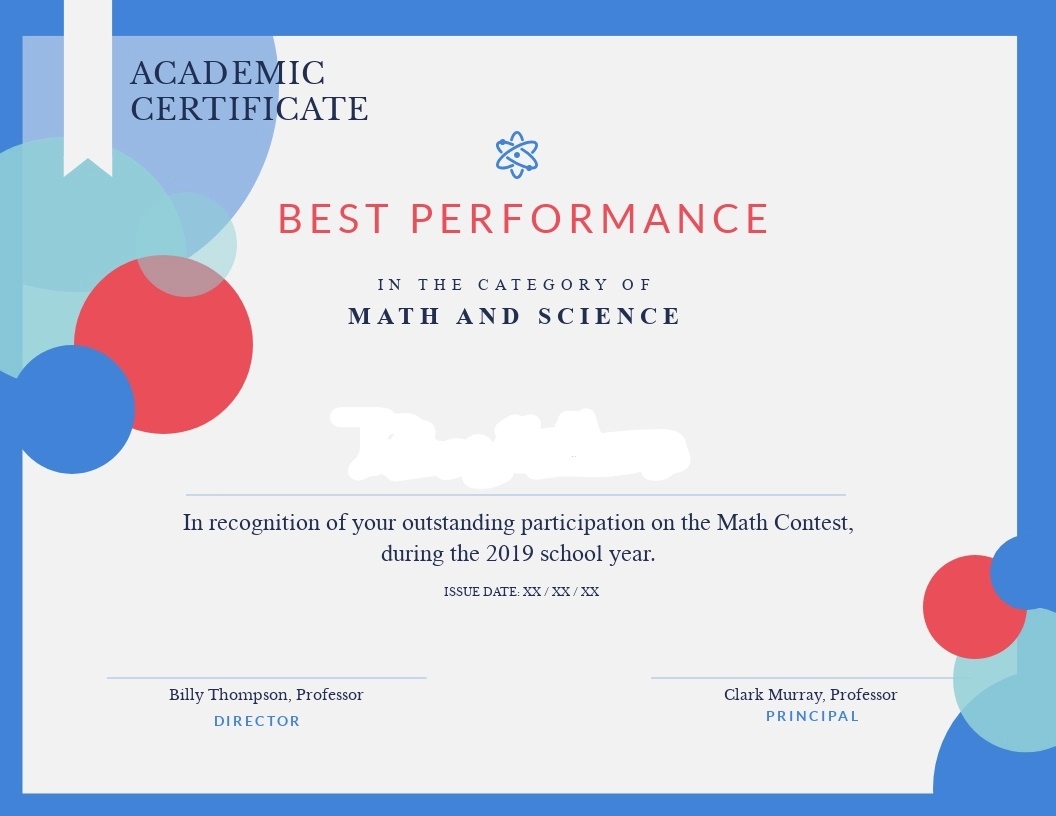 ACADEMIC
CERTIFICATE
BEST PERFORMANCE
IN THE CATEGORY OF
MATH AND SCIENCE
In recognition of your outstanding participation on the Math Contest,
during the 2019 school year.
ISSUE DATE: XX / XX / XX
Billy Thompson, Professor
DIRECTOR
Clark Murray, Professor
PRINCIPAL